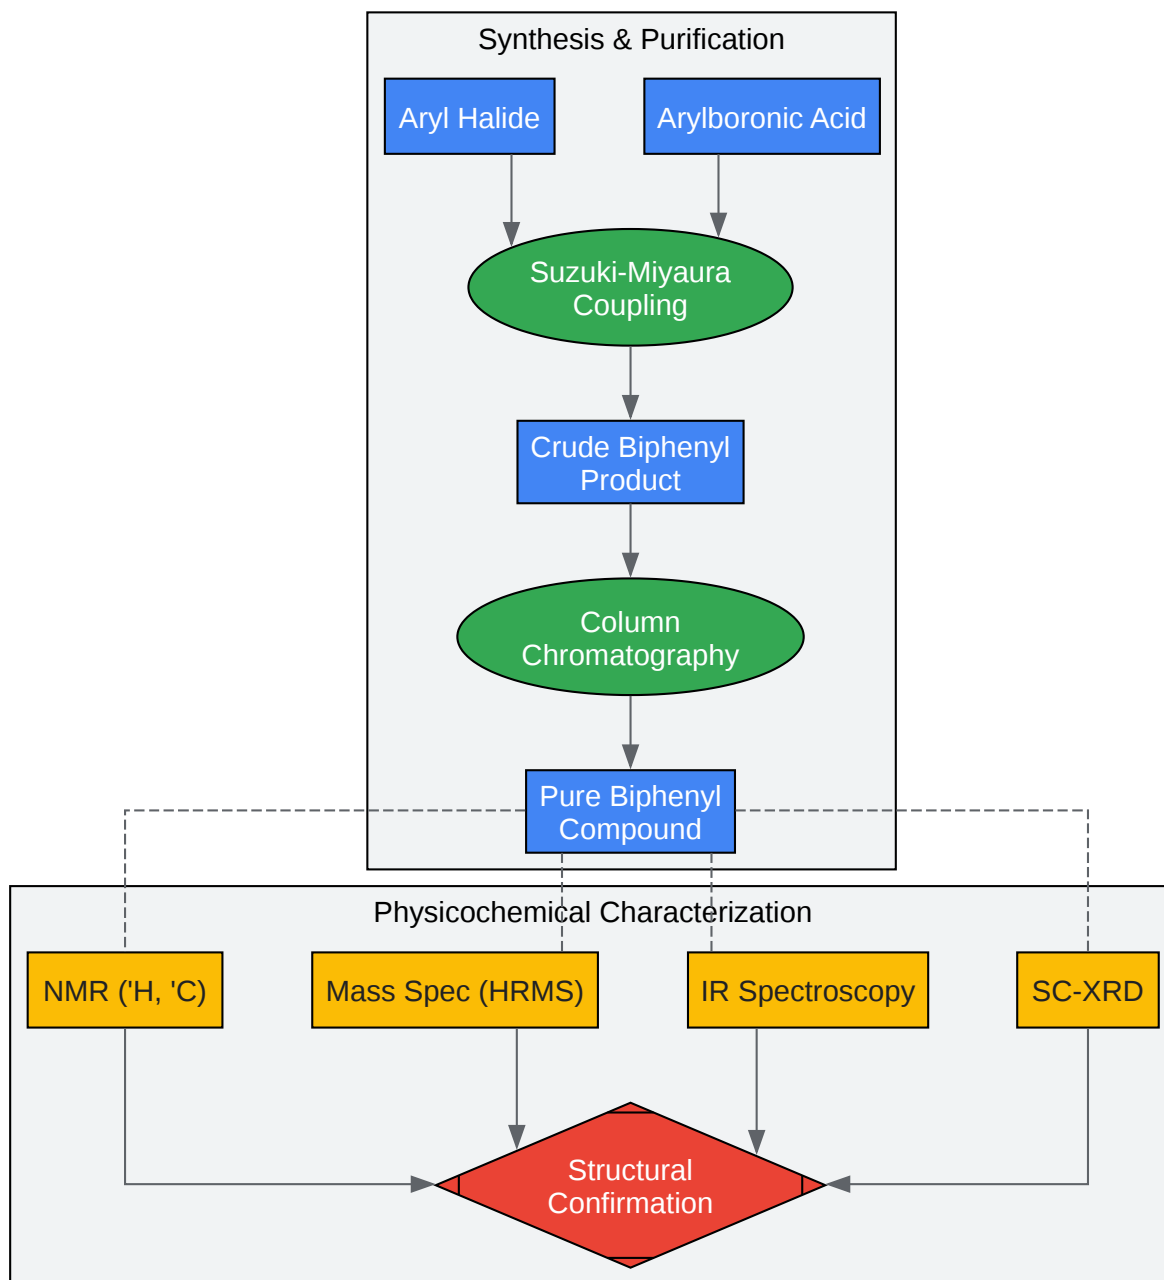 Synthesis & Purification
Aryl Halide
Arylboronic Acid
Suzuki-Miyaura
Coupling
Crude Biphenyl
Product
Column
Chromatography
Pure Biphenyl
Compound
Physicochemical Characterization
NMR ('H, 'C)
Mass Spec (HRMS)
IR Spectroscopy
SC-XRD
Structural
Confirmation